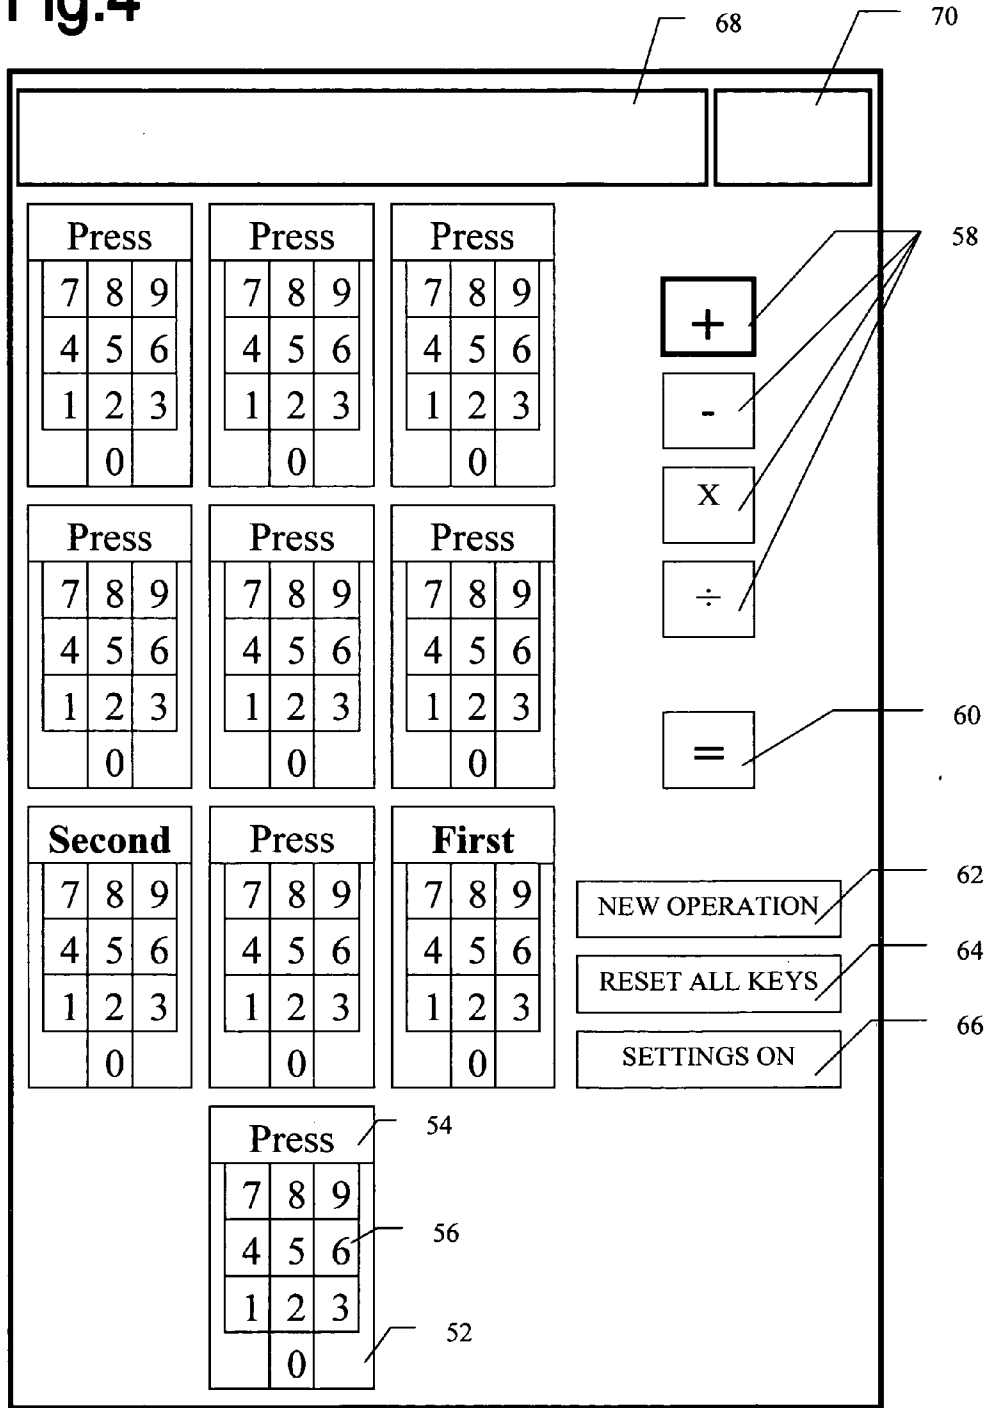 Fig.4
68 70
Press Press Press 58
7 8 9 7 8 9 7 8 9 +
4 5 6 4 5 6 4 5 6
1 2 3 1 2 3 1 2 3 -
0 0 0
X
Press Press Press
7 8 9 7 8 9 7 8 9 ÷
4 5 6 4 5 6 4 5 6
1 2 3 1 2 3 1 2 3 60
0 0 0 =
Second Press First
7 8 9 7 8 9 7 8 9 62
NEW OPERATION
4 5 6 4 5 6 4 5 6 64
RESET ALL KEYS
1 2 3 1 2 3 1 2 3 66
0 0 0 SETTINGS ON
Press 54
7 8 9
4 5 6 56
1 2 3
52
0